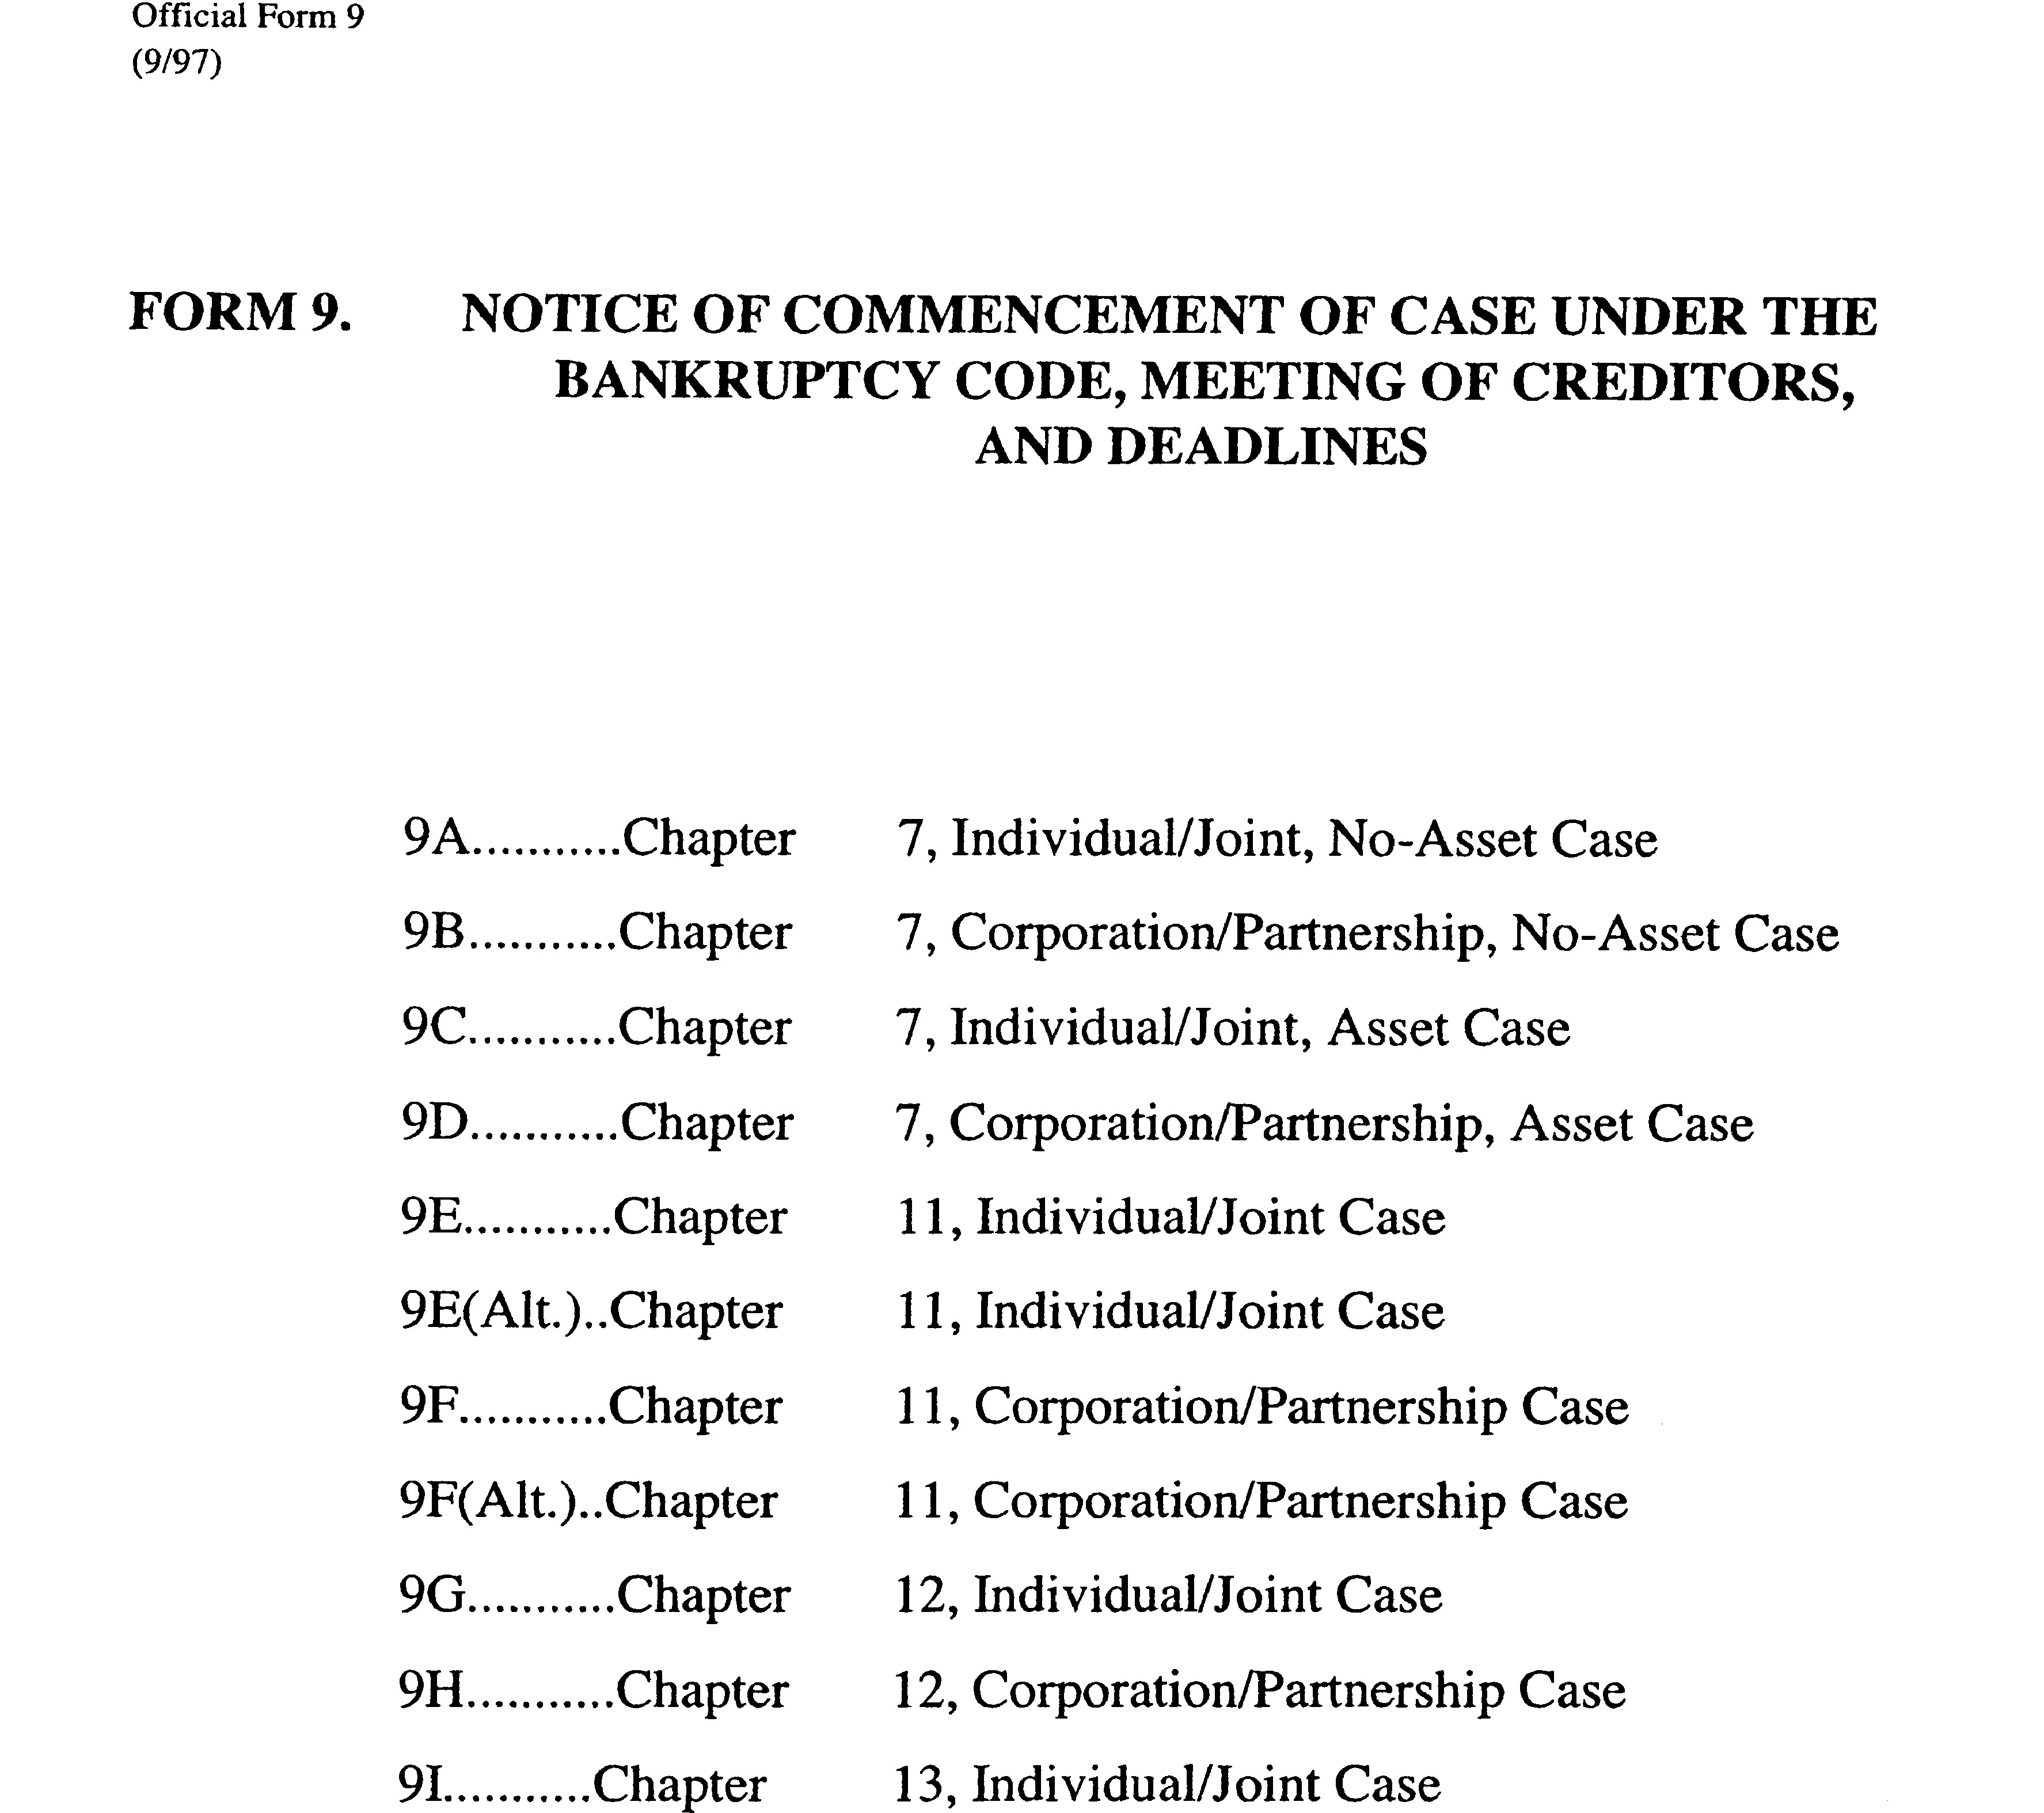 Official Form 9
(9/97)
FORM 9. NOTICE OF COMMENCEMENT OF CASE UNDER THE
BANKRUPTCY CODE, MEETING OF CREDITORS,
AND DEADLINES
9A...........Chapter 7, Individual/Joint, No-Asset Case
9B...........Chapter 7, Corporation/Partnership, No-Asset Case
9C...........Chapter 7, Individual/Joint, Asset Case
9D...........Chapter 7, Corporation/Partnership, Asset Case
9E...........Chapter 11, Individual/Joint Case
9E(Alt.)..Chapter 11, Individual/Joint Case
9F...........Chapter 11, Corporation/Partnership Case
9F(Alt.)..Chapter 11, Corporation/Partnership Case
9G...........Chapter 12, Individual/Joint Case
9H...........Chapter 12, Corporation/Partnership Case
9I...........Chapter 13, Individual/Joint Case